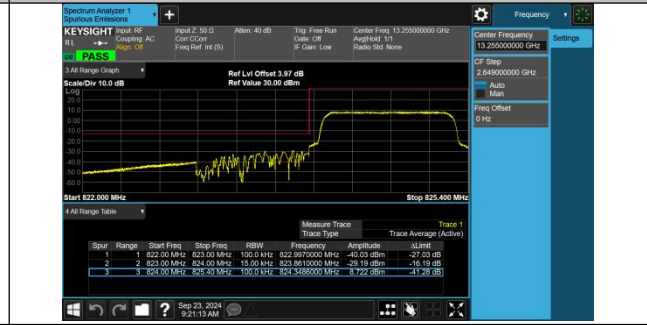 Spectrum Analyzer 1
Spurious Emissions
+
Frequency
KEYSIGHT Input: RF Input Z: 50 Ω Atten: 40 dB Trig: Free Run Center Freq: 13.255000000 GHz
R L Coupling: AC Corr CCorr Gate: Off Avg|Hold: 1/1
Align: Off Freq Ref: Int (S) IF Gain: Low Radio Std: None
PASS
Center Frequency
13.255000000 GHz
Settings
CF Step
2.649000000 GHz
Auto
Man
Freq Offset
0 Hz
3 All Range Graph
Ref Lvl Offset 3.97 dB
Scale/Div 10.0 dB Ref Value 30.00 dBm
Log
20.0
10.0
0.00
-10.0
-20.0
-30.0
-40.0
-50.0
-60.0
Start 822.000 MHz Stop 825.400 MHz
4 All Range Table
Measure Trace Trace 1
Trace Type Trace Average (Active)
Spur Range Start Freq Stop Freq RBW Frequency Amplitude ΔLimit
1 1 822.00 MHz 823.00 MHz 100.0 kHz 822.9970000 MHz -40.03 dBm -27.03 dB
2 2 823.00 MHz 824.00 MHz 15.00 kHz 823.8610000 MHz -29.19 dBm -16.19 dB
3 3 824.00 MHz 825.40 MHz 100.0 kHz 824.3486000 MHz 8.722 dBm -41.28 dB
? Sep 23, 2024
9:21:13 AM